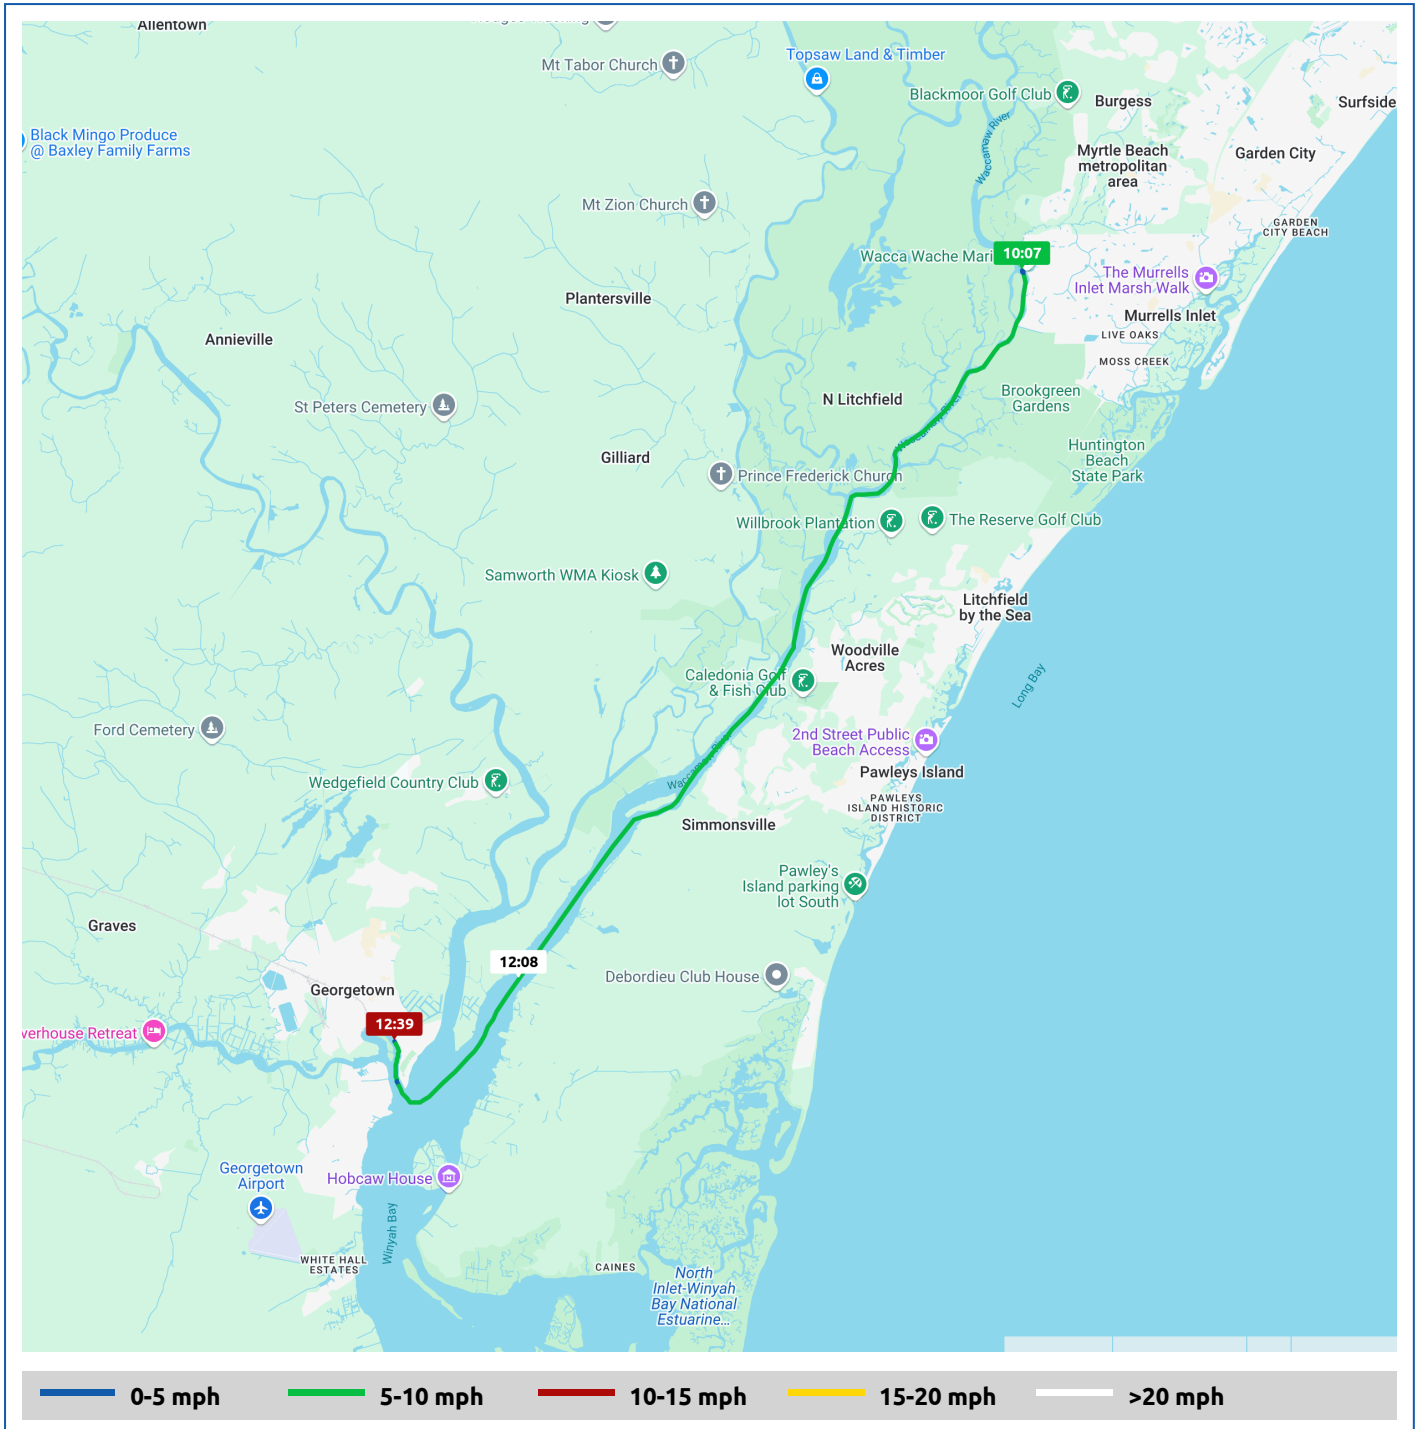 Allentown
Mt Tabor Church
Topsaw Land & Timber
Blackmoor Golf Club
Burgess
Surfside
Black Mingo Produce
@ Baxley Family Farms
Waccamaw River
Myrtle Beach
metropolitan
area
Garden City
Mt Zion Church
GARDEN
CITY BEACH
Wacca Wache Mari
10:07
The Murrells
Inlet Marsh Walk
Plantersville
Murrells Inlet
Annieville
LIVE OAKS
MOSS CREEK
St Peters Cemetery
N Litchfield
Brookgreen
Gardens
Waccamaw River
Gilliard
Huntington
Beach
State Park
Prince Frederick Church
Willbrook Plantation
The Reserve Golf Club
Samworth WMA Kiosk
Litchfield
by the Sea
Woodville
Acres
Caledonia Golf
& Fish Club
Long Bay
Ford Cemetery
2nd Street Public
Beach Access
Waccamaw River
Pawleys Island
Wedgefield Country Club
PAWLEYS
ISLAND HISTORIC
DISTRICT
Simmonsville
Pawley's
Island parking
lot South
Graves
12:08
Debordieu Club House
Georgetown
12:39
verhouse Retreat
Georgetown
Airport
Hobcaw House
Winyah Bay
WHITE HALL
ESTATES
CAINES
North
Inlet-Winyah
Bay National
Estuarine...
0-5 mph
5-10 mph
10-15 mph
15-20 mph
>20 mph